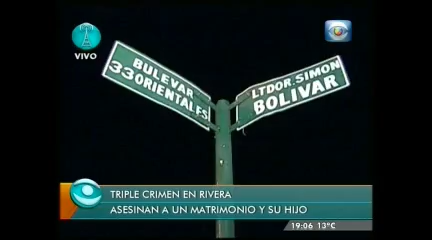 VIVO
BULEVAR
33 ORIENTALES
LTDOR. SIMON
BOLIVAR
TRIPLE CRIMEN EN RIVERA
ASESINAN A UN MATRIMONIO Y SU HIJO
19:06 13°C